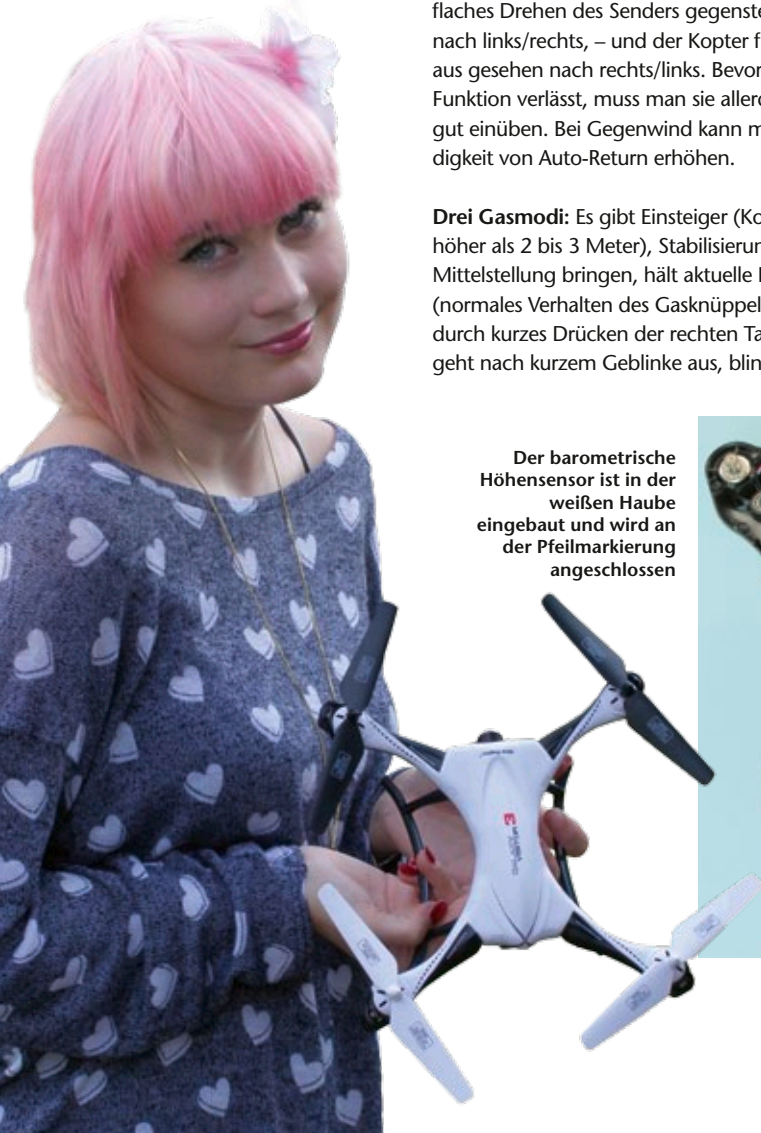 flaches Drehen des Senders gegenste
nach links/rechts, – und der Kopter f
aus gesehen nach rechts/links. Bevor
Funktion verlässt, muss man sie allerd
gut einüben. Bei Gegenwind kann m
digkeit von Auto-Return erhöhen.
Drei Gasmodi: Es gibt Einsteiger (Ko
höher als 2 bis 3 Meter), Stabilisierun
Mittelstellung bringen, hält aktuelle
(normales Verhalten des Gasknüppel
durch kurzes Drücken der rechten Ta
geht nach kurzem Geblinke aus, blin
Der barometrische
Höhensensor ist in der
weißen Haube
eingebaut und wird an
der Pfeilmarkierung
angeschlossen